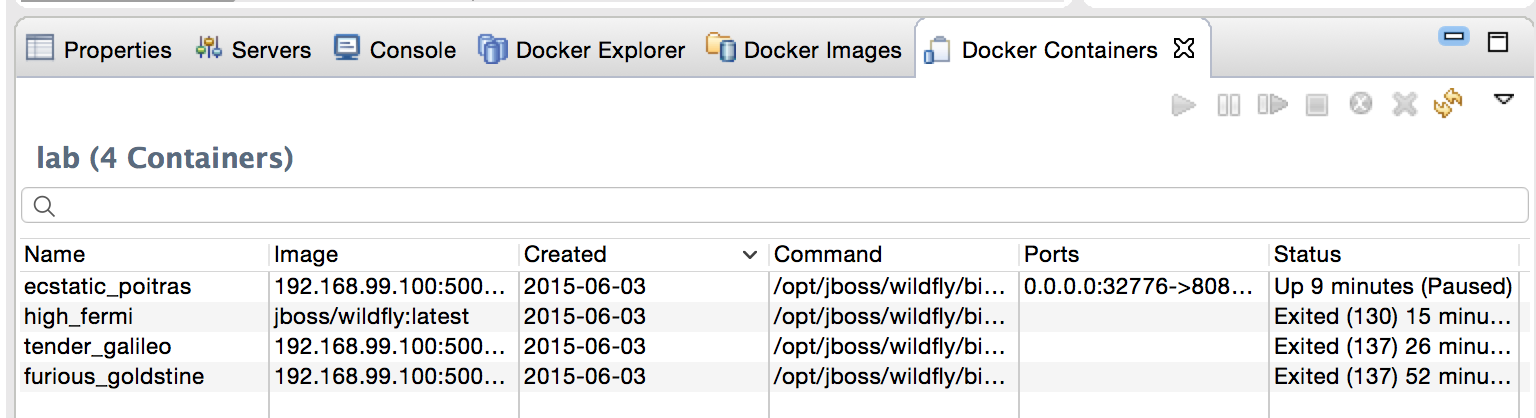 Properties Servers Console Docker Explorer Docker Images Docker Containers
lab (4 Containers)
Name Image Created Command Ports Status
ecstatic_poitras 192.168.99.100:500... 2015-06-03 /opt/jboss/wildfly/bi... 0.0.0.0:32776->808... Up 9 minutes (Paused)
high_fermi jboss/wildfly:latest 2015-06-03 /opt/jboss/wildfly/bi... Exited (130) 15 minu...
tender_galileo 192.168.99.100:500... 2015-06-03 /opt/jboss/wildfly/bi... Exited (137) 26 minu...
furious_goldstine 192.168.99.100:500... 2015-06-03 /opt/jboss/wildfly/bi... Exited (137) 52 minu...